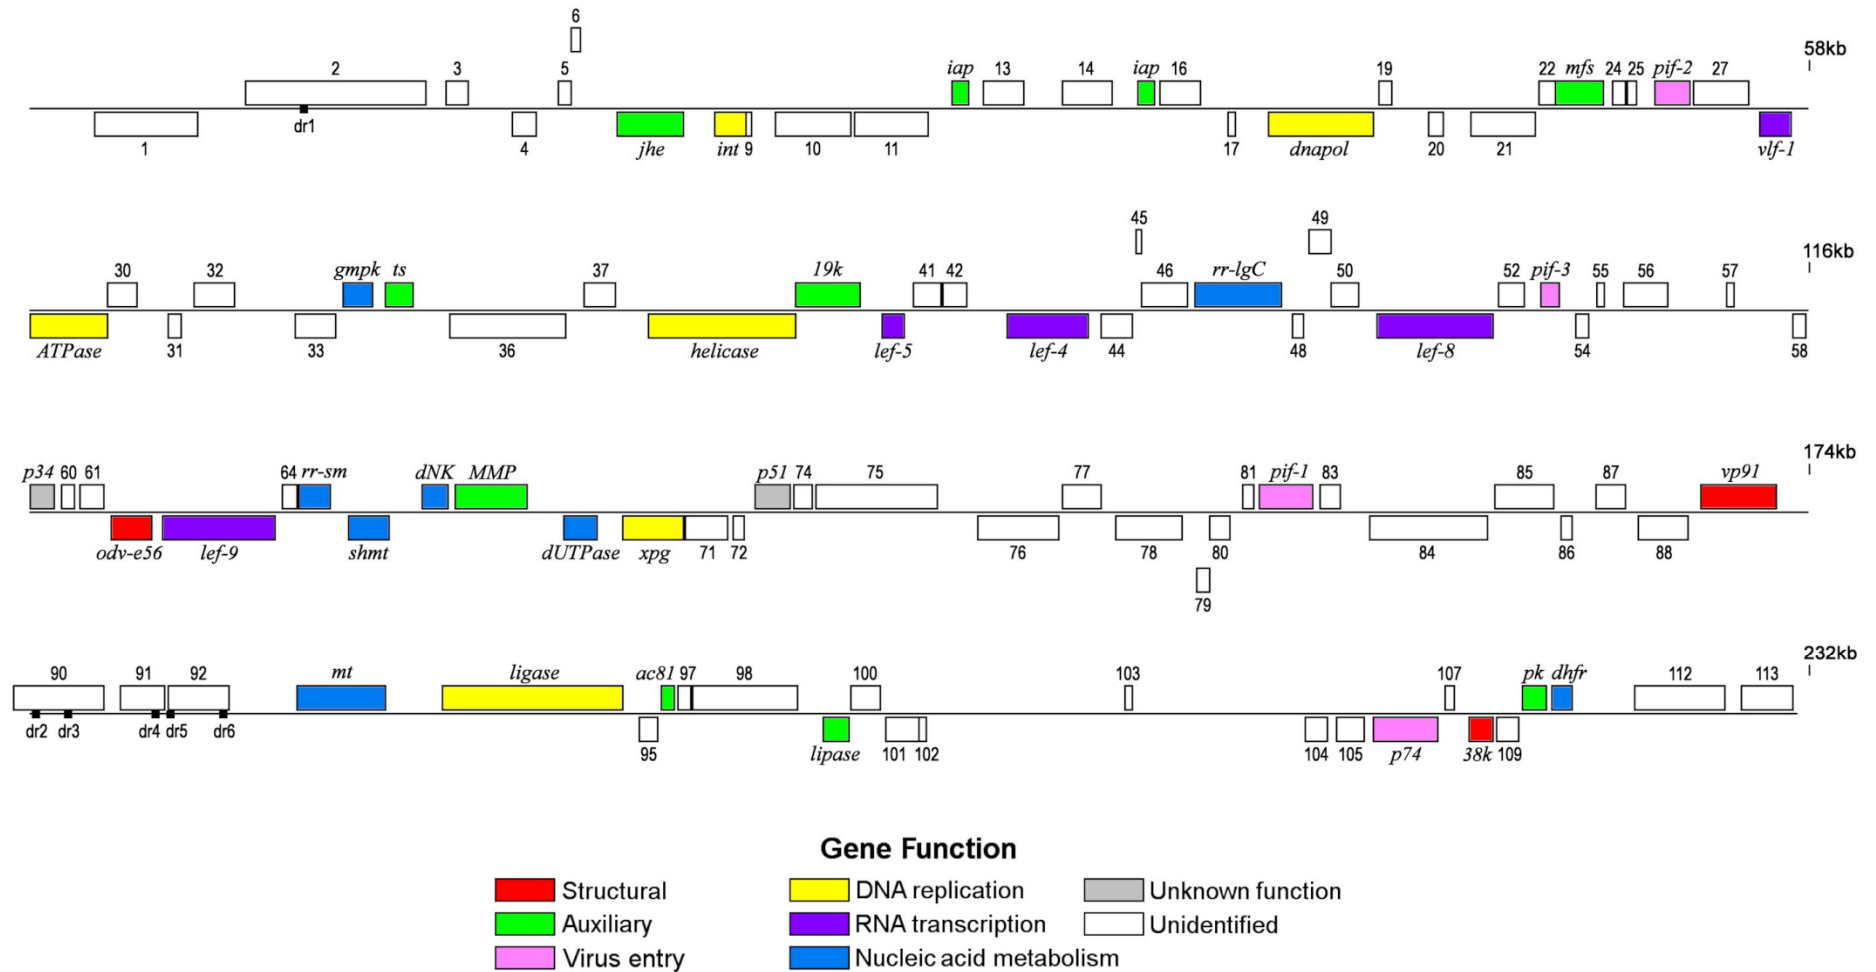 6
58kb
2 3 5 iap 13 14 iap 16 19 22 mfs 24 25 pif-2 27
dr1
1 4 jhe int 9 10 11 17 dnapol 20 21 vlf-1
45 49
116kb
30 32 gmpk ts 37 19k 41 42 46 rr-lgC 50 52 pif-3 55 56 57
ATPase 31 33 36 helicase lef-5 lef-4 44 48 lef-8 54 58
174kb
p34 60 61 64 rr-sm dNK MMP p51 74 75 77 81 pif-1 83 85 87 vp91
odv-e56 lef-9 shmt dUTPase xpg 71 72 76 78 80 84 86 88
79
232kb
90 91 92 mt ligase ac81 97 98 100 103 107 pk dhfr 112 113
dr2 dr3 dr4 dr5 dr6
95 lipase 101 102 104 105 p74 38k 109
Gene Function
Structural DNA replication Unknown function
Auxiliary RNA transcription Unidentified
Virus entry Nucleic acid metabolism